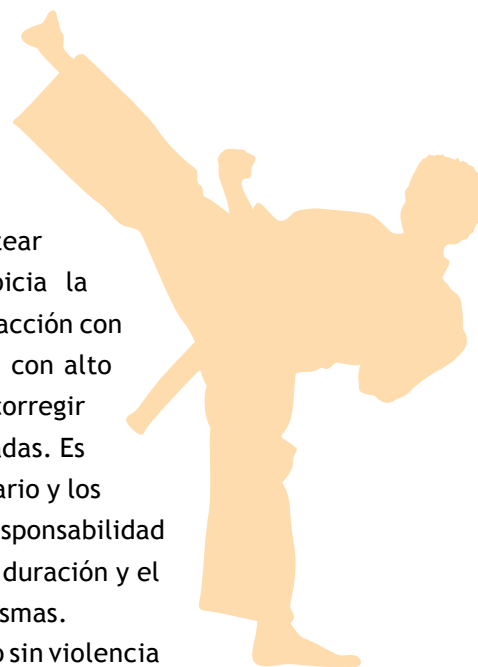 tear
picia la
acción con
con alto
corregir
adas. Es
ario y los
sponsabilidad
duración y el
smas.
o sin violencia